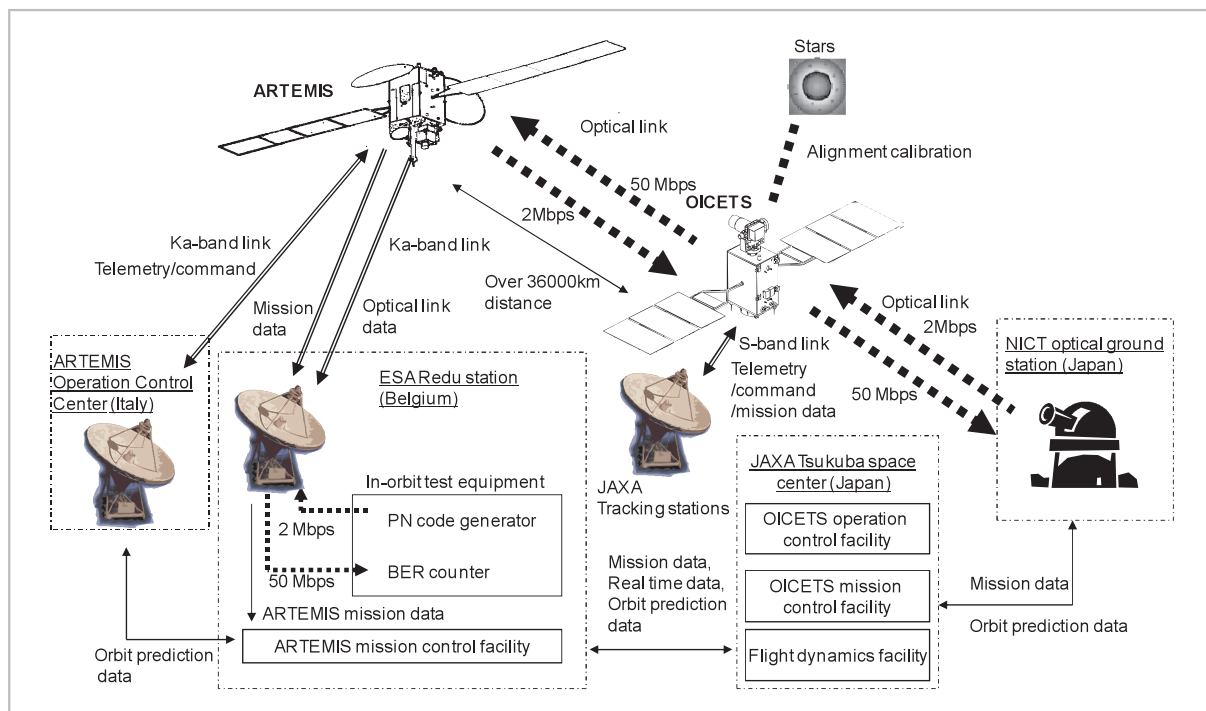 Stars
ARTEMIS
Optical link
Alignment calibration
50 Mbps
OICETS
2Mbps
Ka-band link
Telemetry/command
Ka-band link
Over 36000km
distance
Mission
data
Optical link
data
Optical link
2Mbps
50 Mbps
S-band link
Telemetry
/command
/mission data
ARTEMIS
Operation Control
Center (Italy)
ESA Redu station
(Belgium)
NICT optical ground
station (Japan)
In-orbit test equipment
PN code generator
2 Mbps
BER counter
50 Mbps
ARTEMIS mission data
ARTEMIS mission control facility
Orbit prediction
data
JAXA
Tracking stations
Mission data,
Real time data,
Orbit prediction
data
JAXA Tsukuba space
center (Japan)
OICETS operation
control facility
OICETS mission
control facility
Flight dynamics facility
Mission data
Orbit prediction data